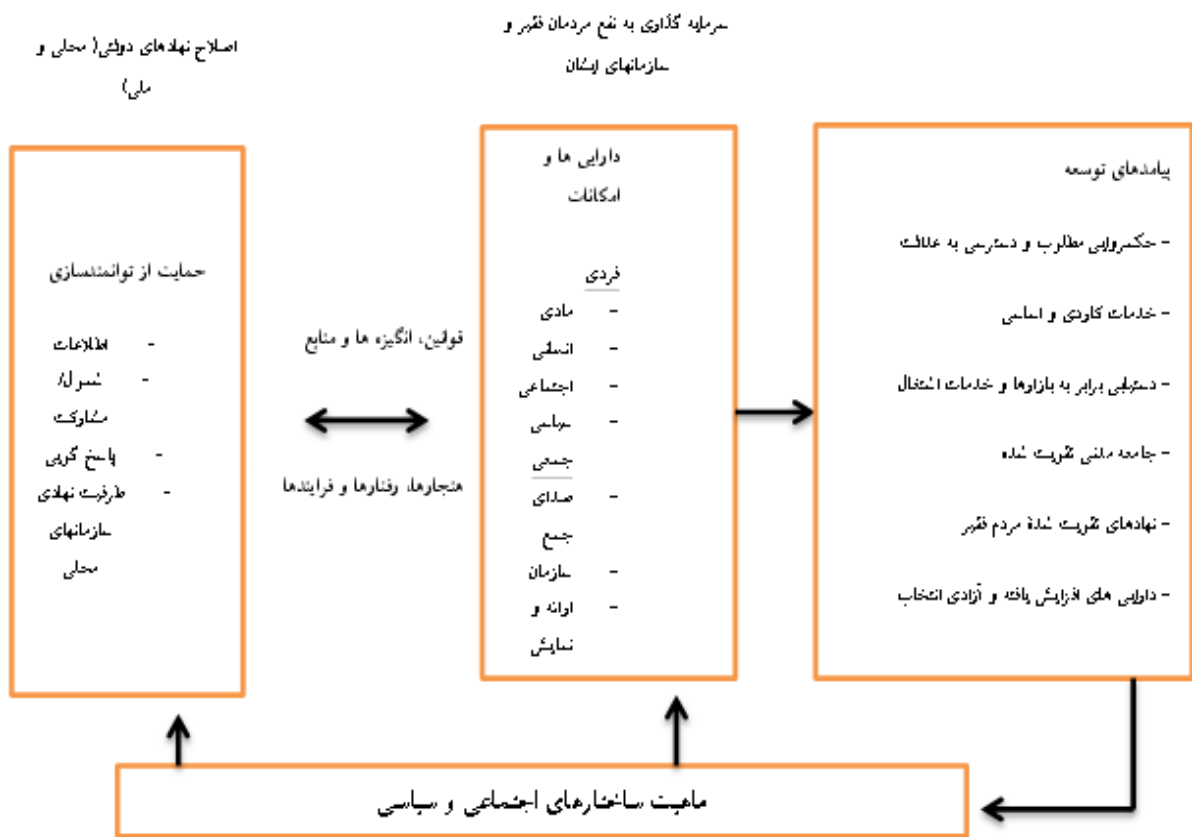 سرمایه گذاری به نفع مردمان فقیر و
سازمانهای ایشان
اصلاح نهادهای دولتی( محلی و
ملی)
پیامدهای توسعه
- حکمروایی مطلوب و دسترسی به عدالت
- خدمات کاردی و اساسی
- دستیابی برابر به بازارها و خدمات اشتغال
- جامعه مدنی تقویت شده
- نهادهای تقویت شدهٔ مردم فقیر
- دارایی های افزایش یافته و آزادی انتخاب
دارایی ها و
امکانات
فردی
- مادی
- انسانی
- اجتماعی
- سیاسی
جمعی
- صدای
جمع
- سازمان
- ارائه و
نمایش
قوانین، انگیزه ها و منابع
هنجارها، رفتارها و فرایندها
حمایت از توانمندسازی
- اطلاعات
- شمول/
مشارکت
- پاسخ گویی
- ظرفیت نهادی
سازمانهای
محلی
ماهیت ساختارهای اجتماعی و سیاسی